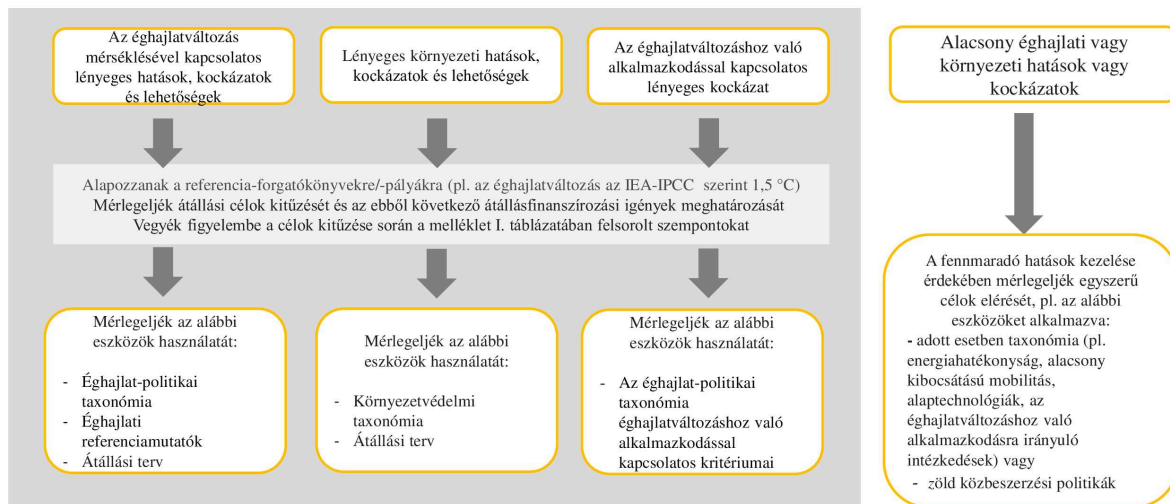 Az éghajlatváltozás
mérséklésével kapcsolatos
lényeges hatások, kockázatok
és lehetőségek
Lényeges környezeti hatások,
kockázatok és lehetőségek
Az éghajlatváltozáshoz való
alkalmazkodással kapcsolatos
lényeges kockázat
Alacsony éghajlati vagy
környezeti hatások vagy
kockázatok
Alapozzanak a referencia-forgatókönyvekre/-pályákra (pl. az éghajlatváltozás az IEA-IPCC szerint 1,5 °C)
Mérlegeljék átállási célok kitűzését és az ebből következő átállásfinanszírozási igények meghatározását
Vegyék figyelembe a célok kitűzése során a melléklet I. táblázatában felsorolt szempontokat
Mérlegeljék az alábbi
eszközök használatát:
- Éghajlat-politikai
taxonómia
- Éghajlati
referenciamutatók
- Átállási terv
Mérlegeljék az alábbi
eszközök használatát:
- Környezetvédelmi
taxonómia
- Átállási terv
Mérlegeljék az alábbi
eszközök használatát:
- Az éghajlat-politikai
taxonómia
éghajlatváltozáshoz való
alkalmazkodással
kapcsolatos kritériumai
A fennmaradó hatások kezelése
érdekében mérlegeljék egyszerű
célok elérését, pl. az alábbi
eszközöket alkalmazva:
- adott esetben taxonómia (pl.
energiahatékonyság, alacsony
kibocsátású mobilitás,
alaptechnológiák, az
éghajlatváltozáshoz való
alkalmazkodásra irányuló
intézkedések) vagy
- zöld közbeszerzési politikák